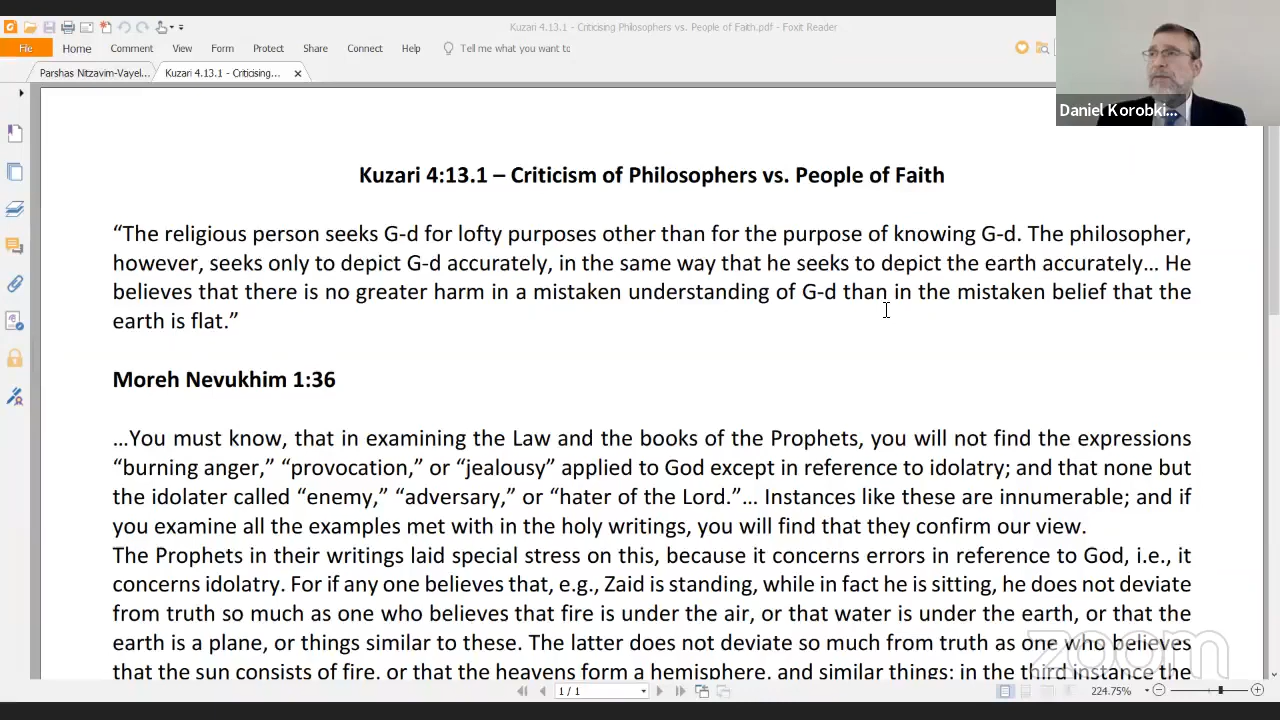 Kuzari 4.13.1 - Criticising Philosophers vs. People of Faith.pdf - Foxit Reader
File Home Comment View Form Protect Share Connect Help Tell me what you want to
Parshas Nitzavim-Vayel... Kuzari 4.13.1 - Criticising...
Daniel Korobki...
Kuzari 4:13.1 – Criticism of Philosophers vs. People of Faith
“The religious person seeks G-d for lofty purposes other than for the purpose of knowing G-d. The philosopher,
however, seeks only to depict G-d accurately, in the same way that he seeks to depict the earth accurately… He
believes that there is no greater harm in a mistaken understanding of G-d than in the mistaken belief that the
earth is flat.”
Moreh Nevukhim 1:36
…You must know, that in examining the Law and the books of the Prophets, you will not find the expressions
“burning anger,” “provocation,” or “jealousy” applied to God except in reference to idolatry; and that none but
the idolater called “enemy,” “adversary,” or “hater of the Lord.”… Instances like these are innumerable; and if
you examine all the examples met with in the holy writings, you will find that they confirm our view.
The Prophets in their writings laid special stress on this, because it concerns errors in reference to God, i.e., it
concerns idolatry. For if any one believes that, e.g., Zaid is standing, while in fact he is sitting, he does not deviate
from truth so much as one who believes that fire is under the air, or that water is under the earth, or that the
earth is a plane, or things similar to these. The latter does not deviate so much from truth as one who believes
that the sun consists of fire, or that the heavens form a hemisphere, and similar things; in the third instance the
zoom
1 / 1 224.75%